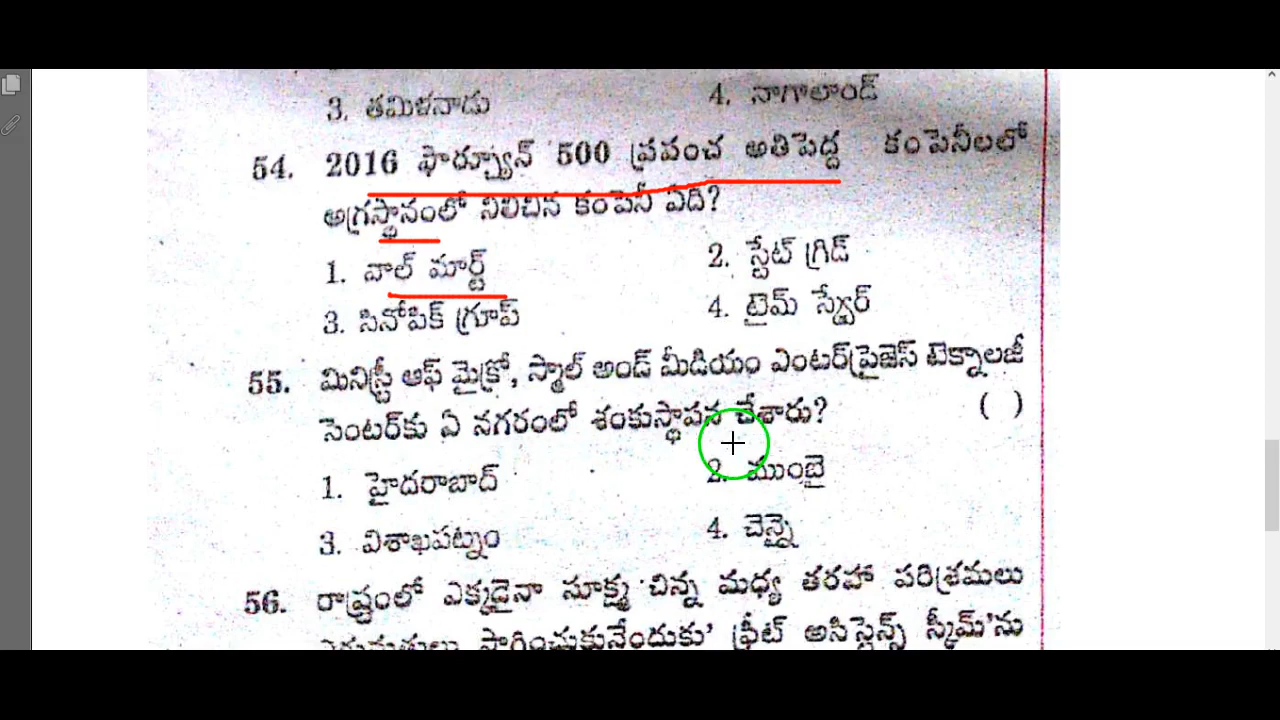 3. తమిళనాడు 4. నాగాలాండ్
54. 2016 ఫార్చ్యూన్ 500 ప్రపంచ అతిపెద్ద కంపెనీలలో
అగ్రస్థానంలో నిలిచిన కంపెనీ ఏది?
1. వాల్ మార్ట్ 2. స్టేట్ గ్రిడ్
3. సినోపిక్ గ్రూప్ 4. టైమ్ స్క్వేర్
55. మినిస్ట్రీ ఆఫ్ మైక్రో, స్మాల్ అండ్ మీడియం ఎంటర్‌ప్రైజెస్ టెక్నాలజీ
సెంటర్‌కు ఏ నగరంలో శంకుస్థాపన చేశారు? ( )
1. హైదరాబాద్ 2. ముంబై
3. విశాఖపట్నం 4. చెన్నై
56. రాష్ట్రంలో ఎక్కడైనా సూక్ష్మ చిన్న మధ్య తరహా పరిశ్రమలు
సాగించుకునేందుకు' ఫ్రీట్ అసిస్టెన్స్ స్కీమ్'ను